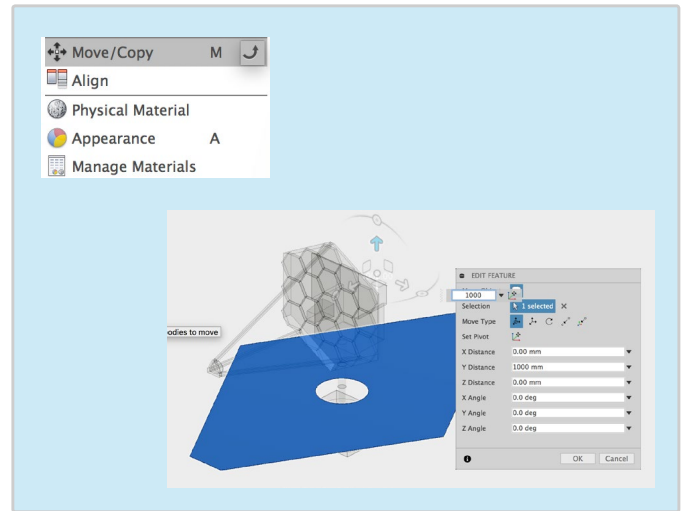 Move/Copy M
Align
Physical Material
Appearance A
Manage Materials
EDIT FEATURE
1000
Selection 1 selected ×
odies to move
Move Type
Set Pivot
X Distance 0.00 mm
Y Distance 1000 mm
Z Distance 0.00 mm
X Angle 0.0 deg
Y Angle 0.0 deg
Z Angle 0.0 deg
OK Cancel